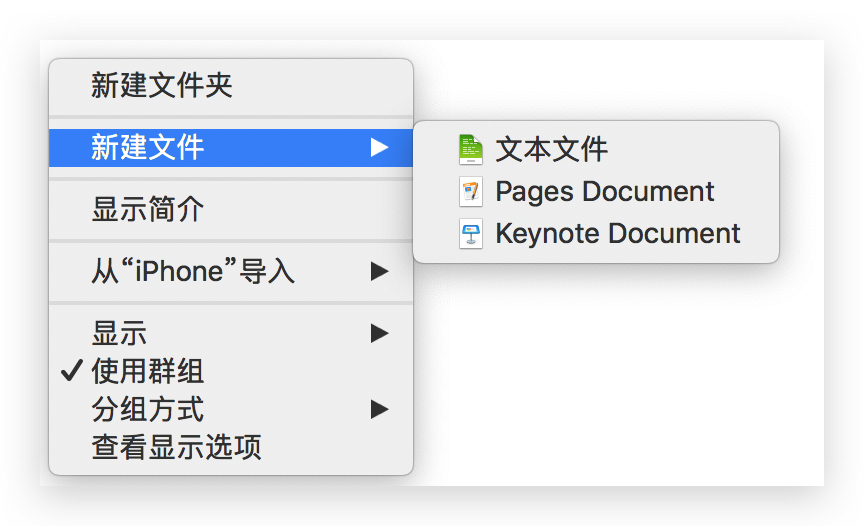 新建文件夹
新建文件
显示简介
从“iPhone”导入
显示
使用群组
分组方式
查看显示选项
文本文件
Pages Document
Keynote Document